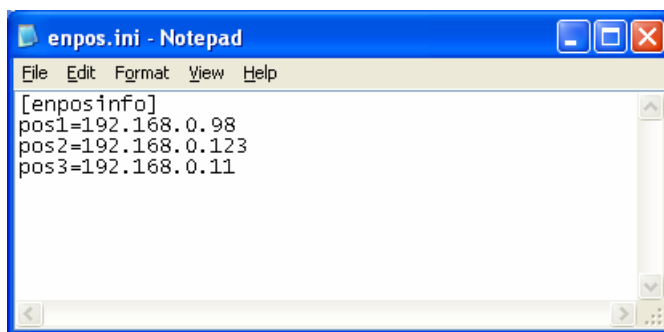 enpos.ini - Notepad
File Edit Format View Help
[enposinfo]
pos1=192.168.0.98
pos2=192.168.0.123
pos3=192.168.0.11